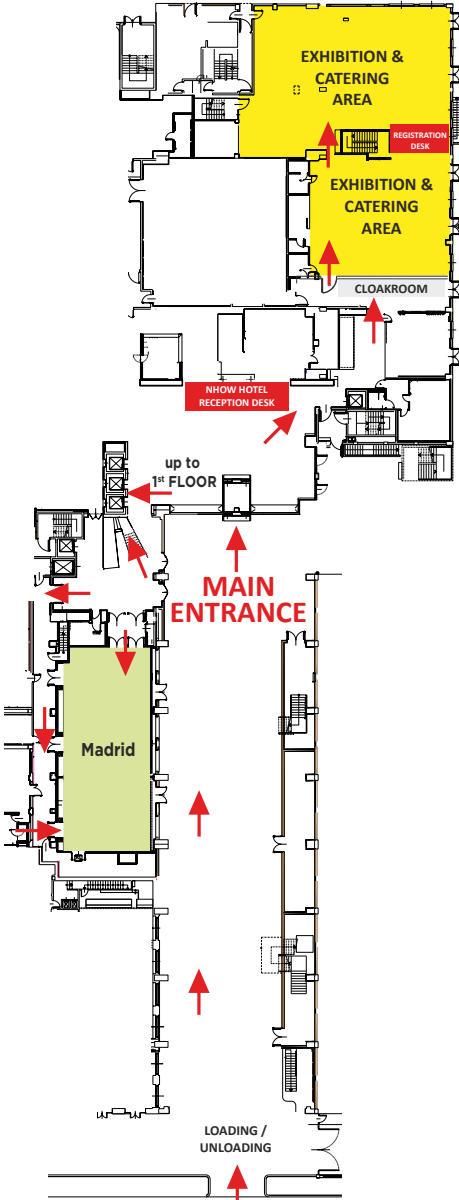 EXHIBITION &
CATERING
AREA
REGISTRATION
DESK
EXHIBITION &
CATERING
AREA
CLOAKROOM
NHOW HOTEL
RECEPTION DESK
up to
1st FLOOR
MAIN
ENTRANCE
Madrid
LOADING /
UNLOADING